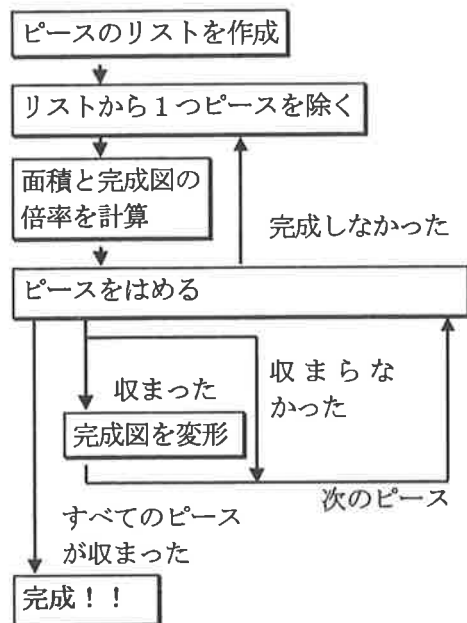 ピースのリストを作成
リストから１つピースを除く
面積と完成図の
倍率を計算
完成しなかった
ピースをはめる
収まった
収まらな
かった
完成図を変形
次のピース
すべてのピース
が収まった
完成！！